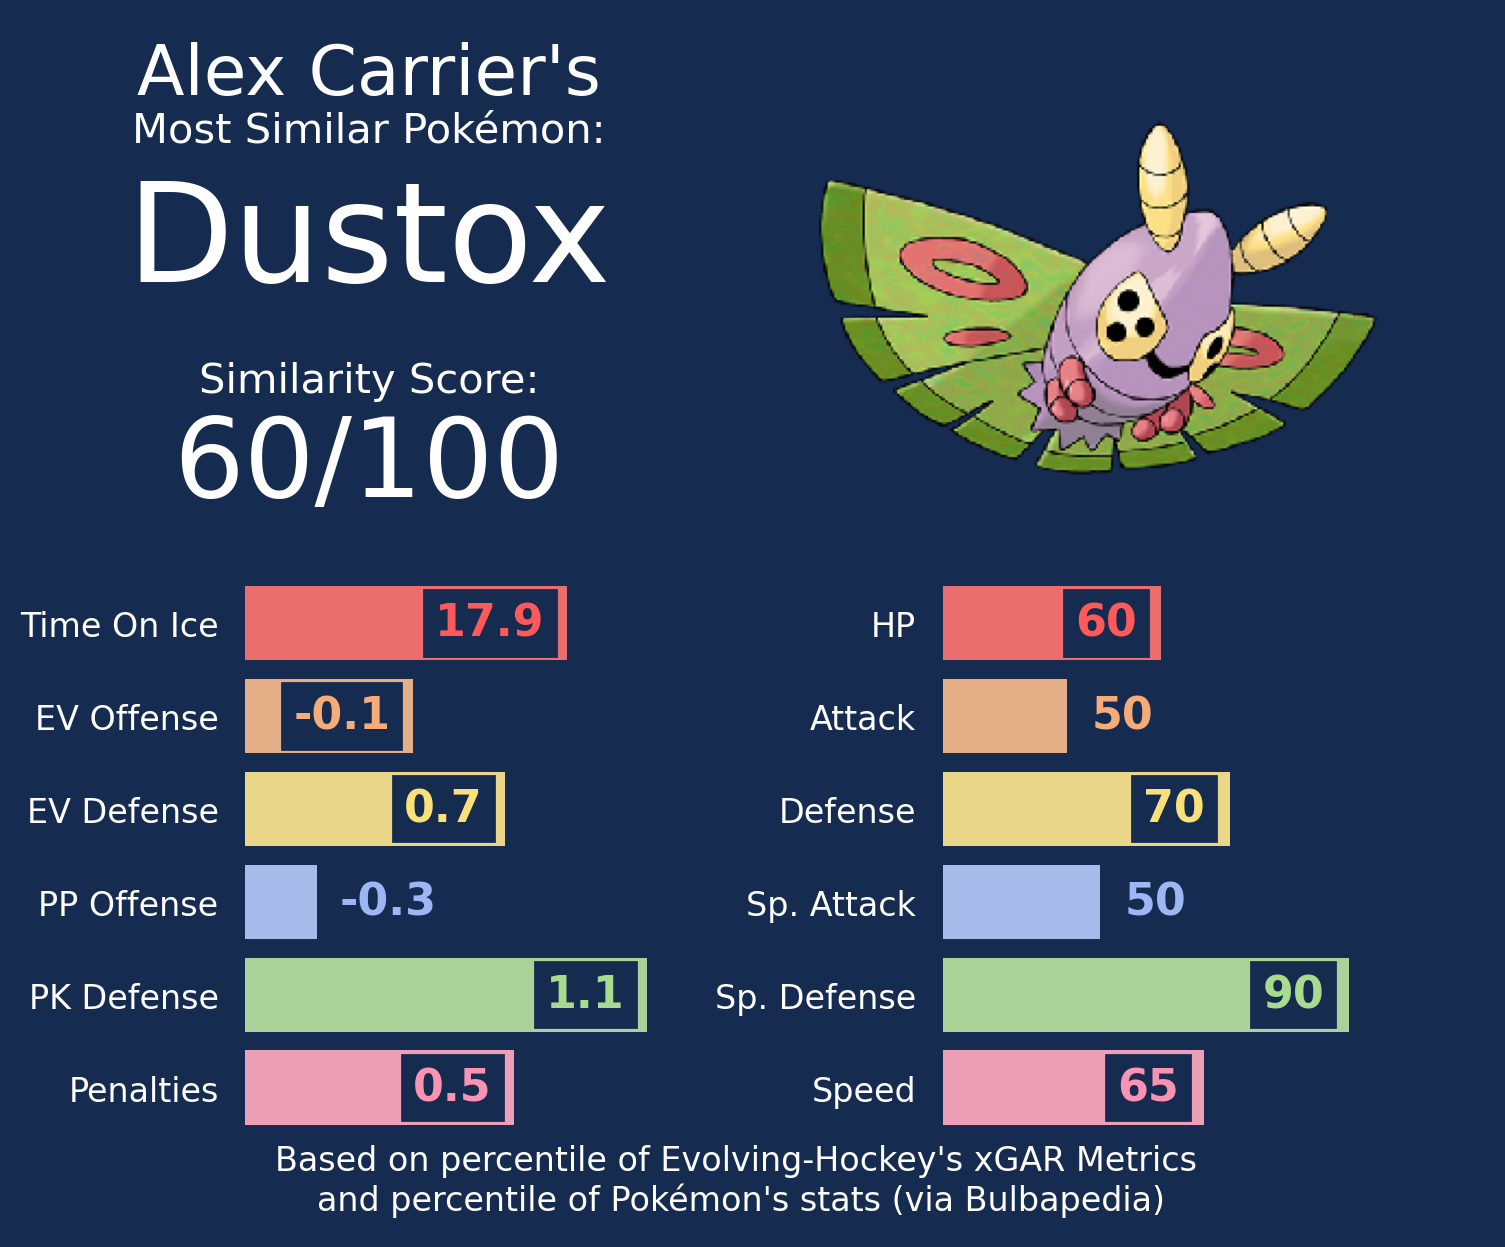 Alex Carrier's
Most Similar Pokémon:
Dustox
Similarity Score:
60/100
Time On Ice 17.9
EV Offense -0.1
EV Defense 0.7
PP Offense -0.3
PK Defense 1.1
Penalties 0.5
HP 60
Attack 50
Defense 70
Sp. Attack 50
Sp. Defense 90
Speed 65
Based on percentile of Evolving-Hockey's xGAR Metrics
and percentile of Pokémon's stats (via Bulbapedia)